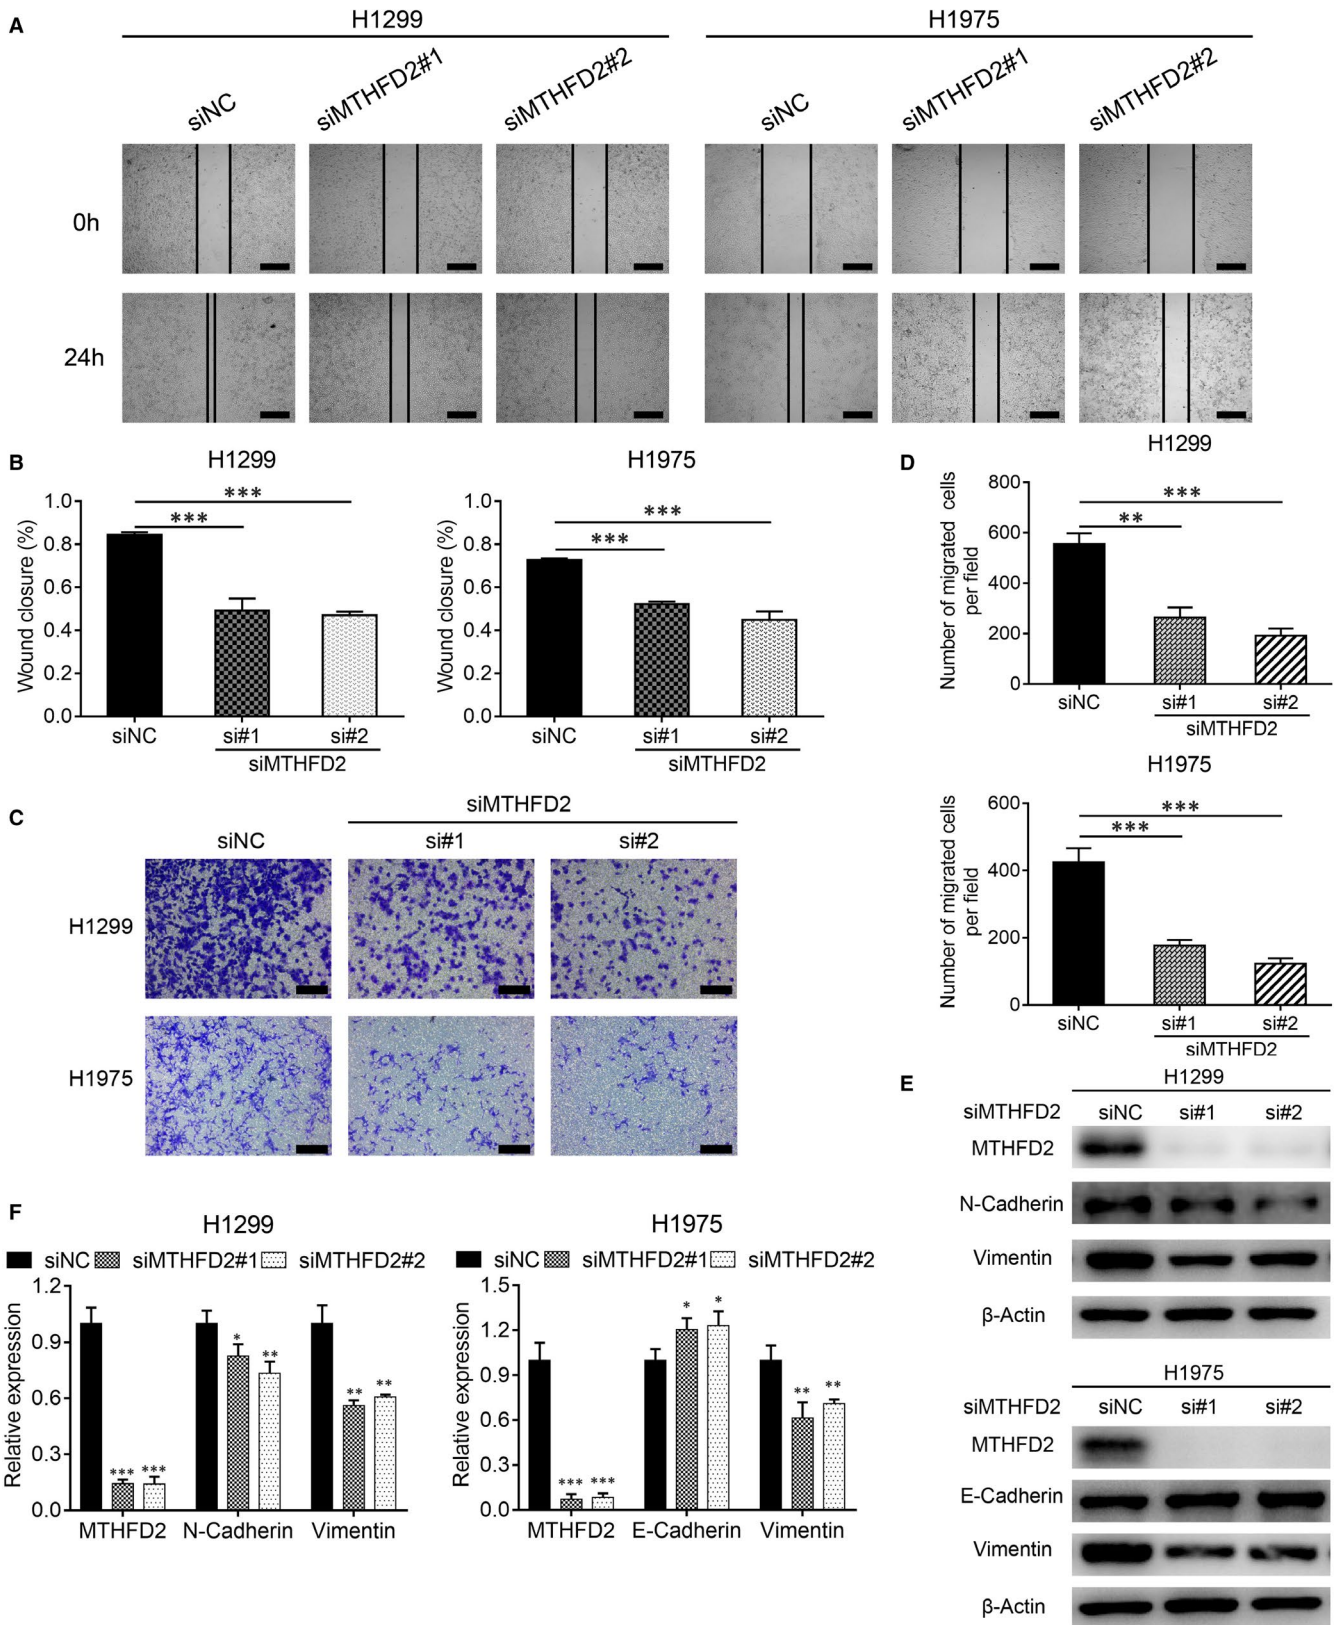 A
H1299
H1975
siNC
siMTHFD2#1
siMTHFD2#2
siNC
siMTHFD2#1
siMTHFD2#2
0h
24h
B
H1299
Wound closure (%)
1.0
0.8
0.6
0.4
0.2
0.0
***
***
siNC
si#1
si#2
siMTHFD2
H1975
Wound closure (%)
1.0
0.8
0.6
0.4
0.2
0.0
***
***
siNC
si#1
si#2
siMTHFD2
C
siMTHFD2
siNC
si#1
si#2
H1299
H1975
D
H1299
Number of migrated cells
per field
800
600
400
200
0
***
**
siNC
si#1
si#2
siMTHFD2
H1975
Number of migrated cells
per field
600
400
200
0
***
***
siNC
si#1
si#2
siMTHFD2
E
H1299
siMTHFD2 siNC si#1 si#2
MTHFD2
N-Cadherin
Vimentin
β-Actin
H1975
siMTHFD2 siNC si#1 si#2
MTHFD2
E-Cadherin
Vimentin
β-Actin
F
H1299
siNC siMTHFD2#1 siMTHFD2#2
Relative expression
1.2
0.9
0.6
0.3
0.0
*** ***
* **
** **
MTHFD2 N-Cadherin Vimentin
H1975
siNC siMTHFD2#1 siMTHFD2#2
Relative expression
1.5
1.2
0.9
0.6
0.3
0.0
*** ***
* *
** **
MTHFD2 E-Cadherin Vimentin